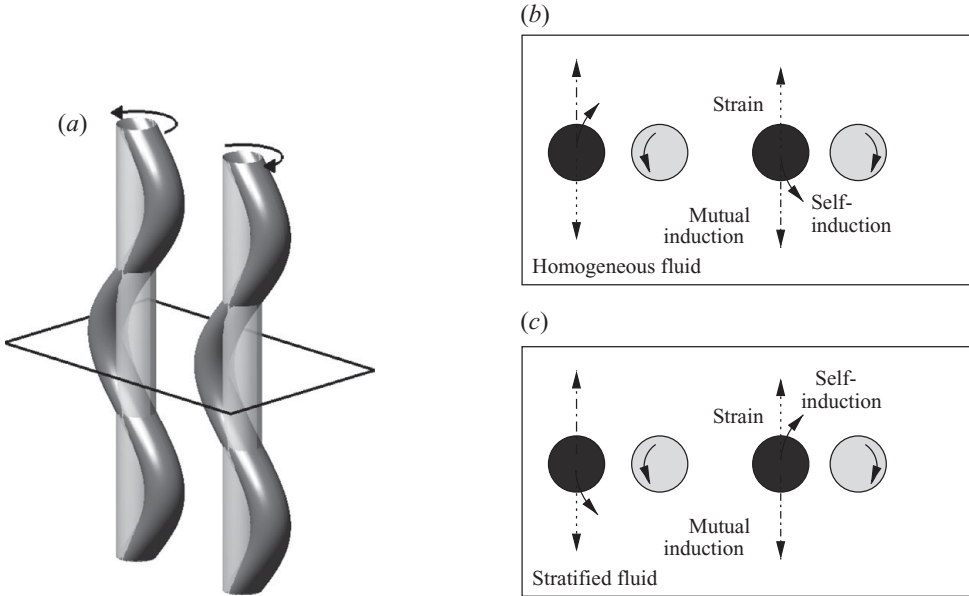 (a)
(b)
Strain
Self-
induction
Mutual
induction
Homogeneous fluid
(c)
Self-
induction
Strain
Mutual
induction
Stratified fluid